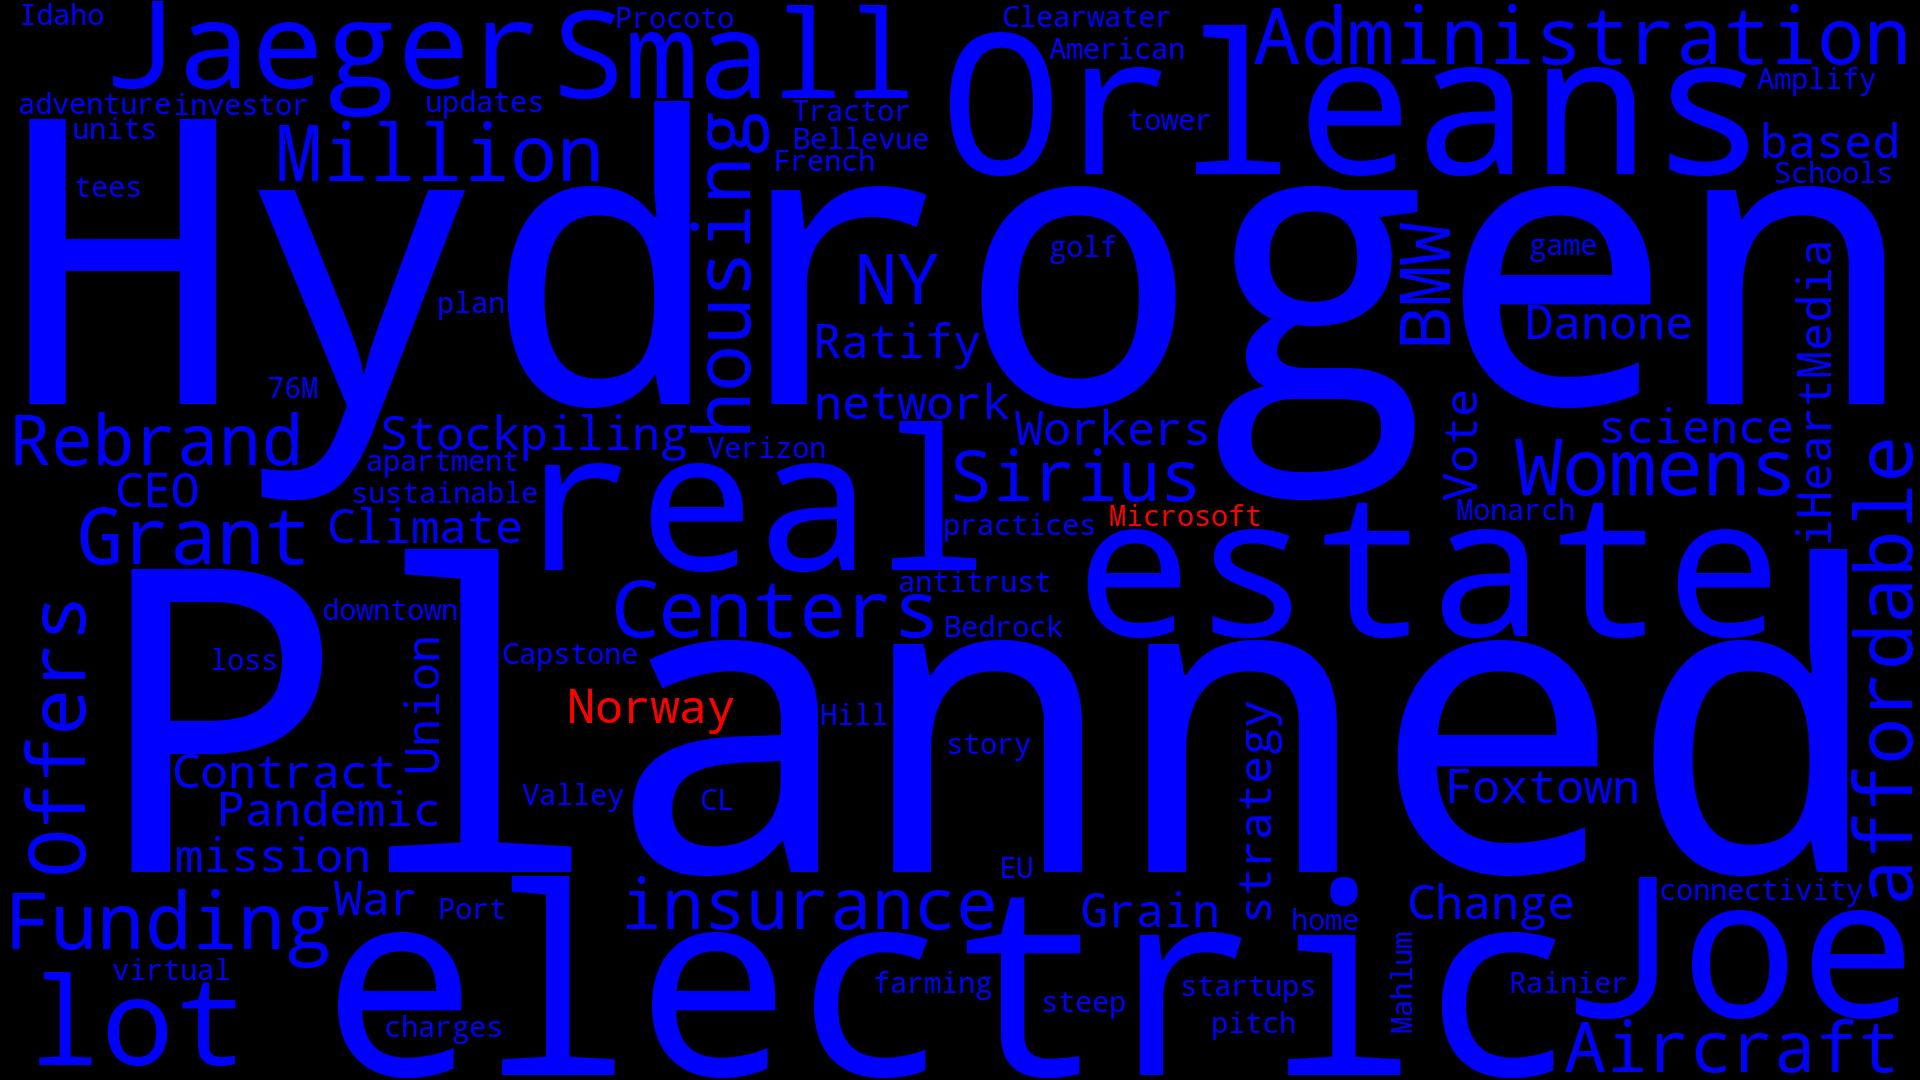 Idaho
Jaeger
Small
Procoto
Clearwater
American
Orleans
Administration
adventure
investor
updates
Tractor
Bellevue
French
tower
Amplify
units
Million
based
Schools
tees
Hydrogen
housing
plan
NY
golf
BMW
game
Ratify
Danone
iHeartMedia
76M
network
Workers
Vote
science
Rebrand
Stockpiling
Verizon
apartment
real
Sirius
Womens
CEO
sustainable
Grant
Climate
practices
Microsoft
Monarch
affordable
estate
antitrust
Centers
Bedrock
offers
downtown
Planned
loss
Union
Capstone
Norway
Hill
story
strategy
Contract
Valley
CL
Foxtown
Pandemic
mission
EU
Funding
War
Port
insurance
Grain
home
Change
connectivity
Joe
virtual
lot
electric
farming
steep
startups
Mahlum
Rainier
charges
pitch
Aircraft